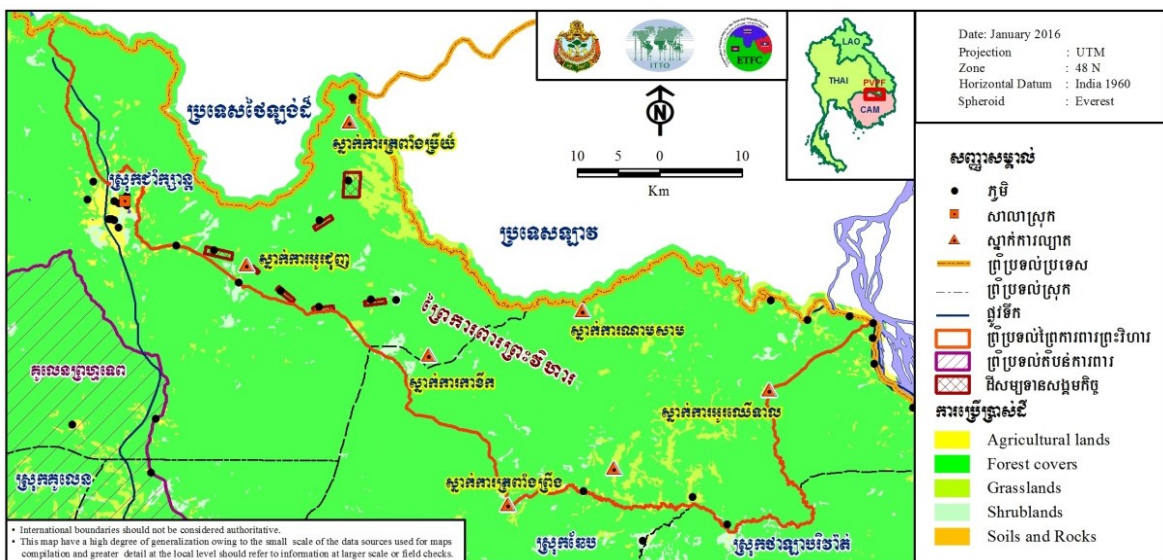 Date: January 2016
Projection : UTM
Zone : 48 N
Horizontal Datum : India 1960
Spheroid : Everest
ITTO
ETFC
LAO
THAI
PVPF
CAM
N
10 5 0 10
Km
ប្រទេសថៃឡង់ដ៍
ស្នាក់ការត្រពាំងប្រីយ៍
ស្រុកជាំក្សាន្ត
ប្រទេសឡាវ
ស្នាក់ការអូរជុញ
ព្រៃការពារព្រះវិហារ
ស្នាក់ការណាមសាម
ស្នាក់ការកាខឹក
គូលេនព្រហ្មទេព
ស្នាក់ការអូរឈើទាល
ស្រុកគូលេន
ស្នាក់ការត្រពាំងព្រីង
ស្រុកឆែប
ស្រុកថាឡាបរិវ៉ាត់
សញ្ញាសម្គាល់
ភូមិ
សាលាស្រុក
ស្នាក់ការល្បាត
ព្រំប្រទល់ប្រទេស
ព្រំប្រទល់ស្រុក
ផ្លូវទឹក
ព្រំប្រទល់ព្រៃការពារព្រះវិហារ
ព្រំប្រទល់តំបន់ការពារ
ដីសម្បទានសង្គមកិច្ច
ការប្រើប្រាស់ដី
Agricultural lands
Forest covers
Grasslands
Shrublands
Soils and Rocks
• International boundaries should not be considered authoritative.
• This map have a high degree of generalization owing to the small scale of the data sources used for maps
compilation and greater detail at the local level should refer to information at larger scale or field checks.